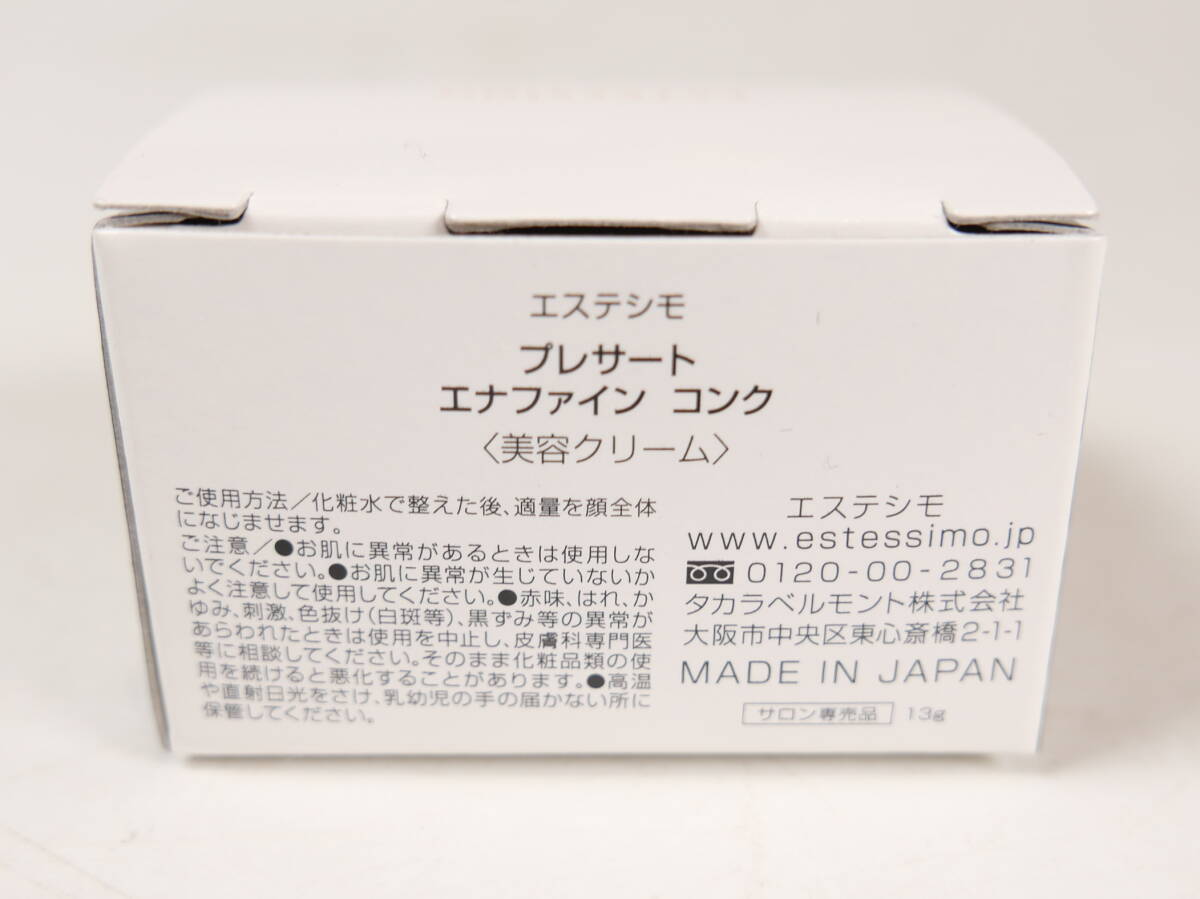 エステシモ
プレサート
エナファイン コンク
〈美容クリーム〉
ご使用方法／化粧水で整えた後、適量を顔全体
になじませます。
ご注意／●お肌に異常があるときは使用しな
いでください。●お肌に異常が生じていないか
よく注意して使用してください。●赤味、はれ、か
ゆみ、刺激、色抜け(白斑等)、黒ずみ等の異常が
あらわれたときは使用を中止し、皮膚科専門医
等に相談してください。そのまま化粧品類の使
用を続けると悪化することがあります。●高温
や直射日光をさけ、乳幼児の手の届かない所に
保管してください。
エステシモ
www.estessimo.jp
0120-00-2831
タカラベルモント株式会社
大阪市中央区東心斎橋2-1-1
MADE IN JAPAN
サロン専売品 13g